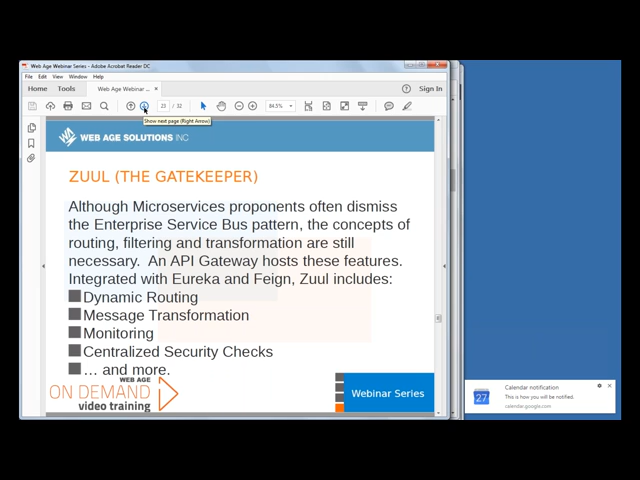 Web Age Webinar Series - Adobe Acrobat Reader DC
File Edit View Window Help
Home Tools Web Age Webinar ... × Sign In
23 / 32 84.5%
Show next page (Right Arrow)
WEB AGE SOLUTIONS INC
ZUUL (THE GATEKEEPER)
Although Microservices proponents often dismiss
the Enterprise Service Bus pattern, the concepts of
routing, filtering and transformation are still
necessary. An API Gateway hosts these features.
Integrated with Eureka and Feign, Zuul includes:
Dynamic Routing
Message Transformation
Monitoring
Centralized Security Checks
... and more.
WEB AGE
ON DEMAND
video training
Webinar Series
Calendar notification
27
This is how you will be notified.
calendar.google.com